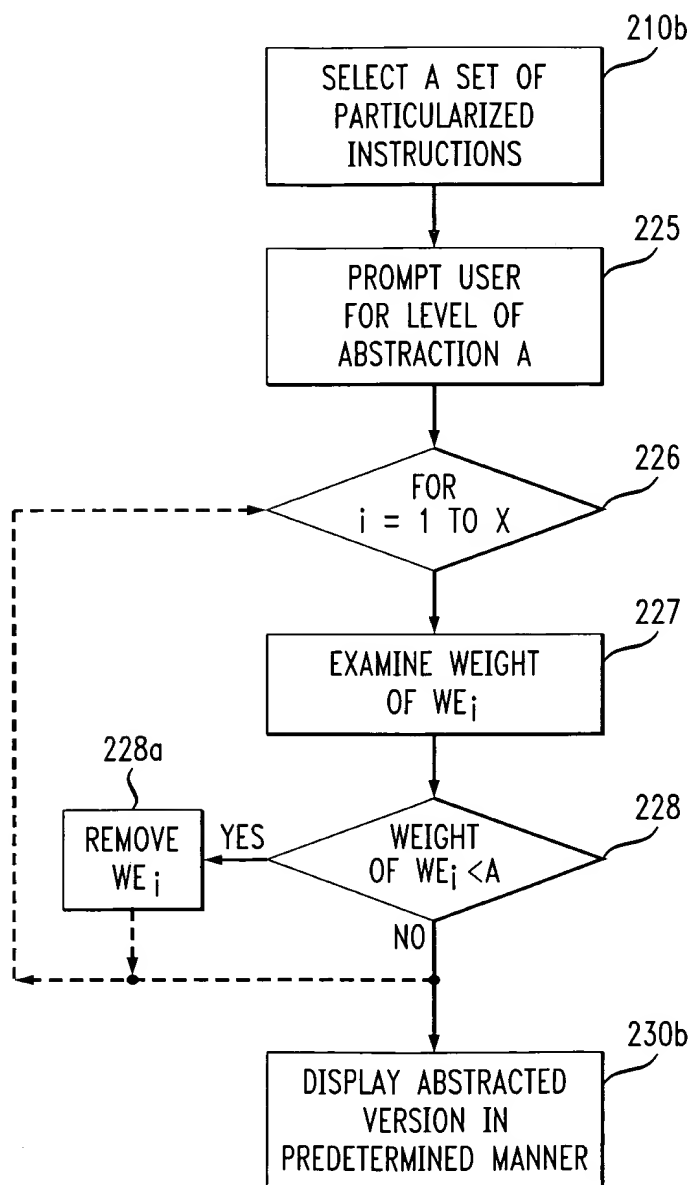 210b
SELECT A SET OF
PARTICULARIZED
INSTRUCTIONS
225
PROMPT USER
FOR LEVEL OF
ABSTRACTION A
226
FOR
i = 1 TO X
227
EXAMINE WEIGHT
OF WEi
228a
REMOVE
WEi
YES
228
WEIGHT
OF WEi <A
NO
230b
DISPLAY ABSTRACTED
VERSION IN
PREDETERMINED MANNER